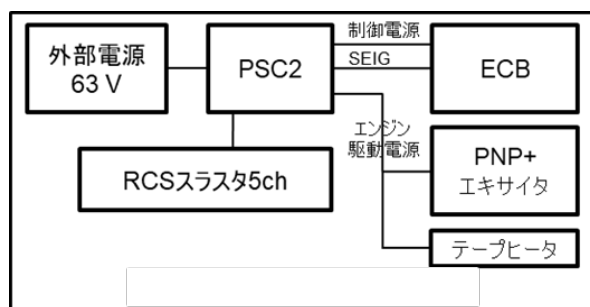 外部電源
63 V
PSC2
制御電源
SEIG
ECB
エンジン
駆動電源
RCSスラスタ5ch
PNP+
エキサイタ
テープヒータ